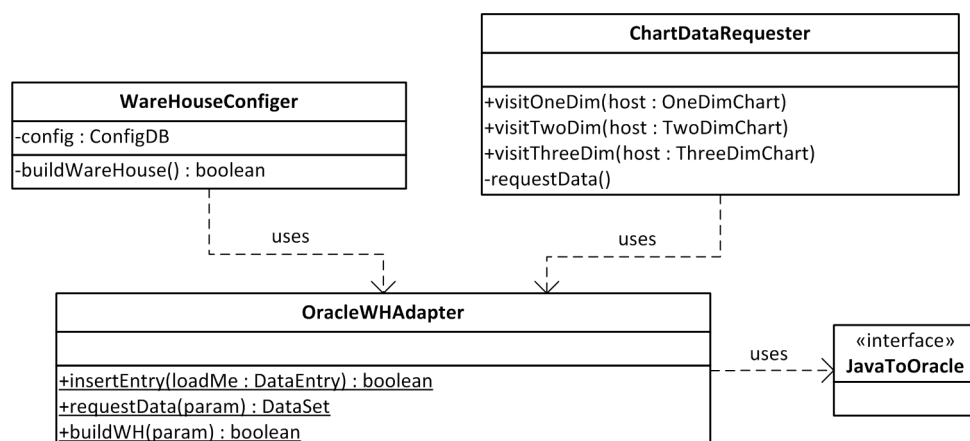 ChartDataRequester
+visitOneDim(host : OneDimChart)
+visitTwoDim(host : TwoDimChart)
+visitThreeDim(host : ThreeDimChart)
-requestData()
WareHouseConfiger
-config : ConfigDB
-buildWareHouse() : boolean
uses
uses
OracleWHAdapter
+insertEntry(loadMe : DataEntry) : boolean
+requestData(param) : DataSet
+buildWH(param) : boolean
uses
«interface»
JavaToOracle